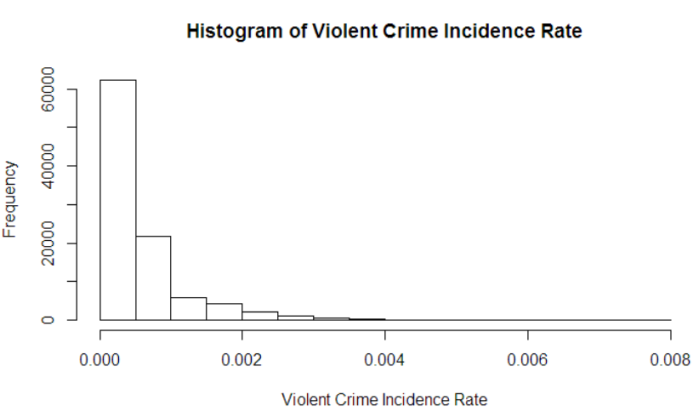 Histogram of Violent Crime Incidence Rate
Frequency
60000
40000
20000
0
0.000 0.002 0.004 0.006 0.008
Violent Crime Incidence Rate